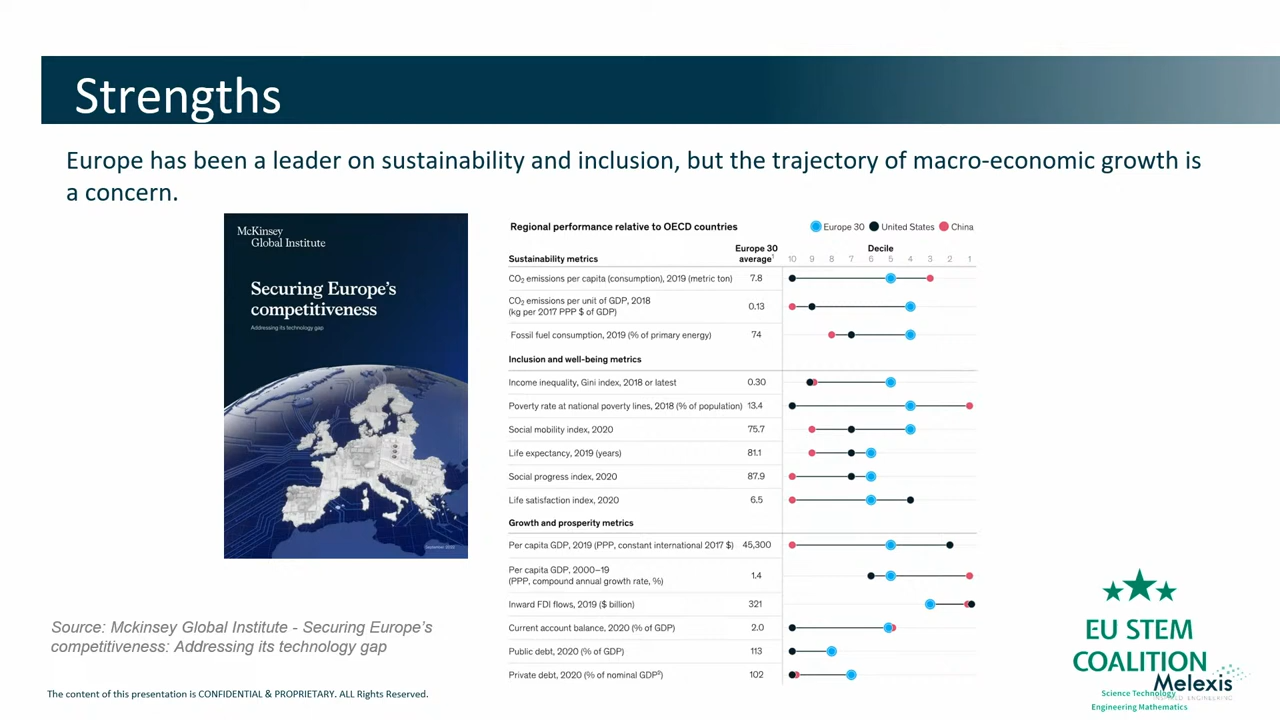 Strengths
Europe has been a leader on sustainability and inclusion, but the trajectory of macro-economic growth is
a concern.
McKinsey
Global Institute
Securing Europe's
competitiveness
Addressing its technology gap
Regional performance relative to OECD countries
Europe 30 United States China
Sustainability metrics
Europe 30
average¹
Decile
10 9 8 7 6 5 4 3 2 1
CO₂ emissions per capita (consumption), 2019 (metric ton) 7.8
CO₂ emissions per unit of GDP, 2018
(kg per 2017 PPP $ of GDP) 0.13
Fossil fuel consumption, 2019 (% of primary energy) 74
Inclusion and well-being metrics
Income inequality, Gini index, 2018 or latest 0.30
Poverty rate at national poverty lines, 2018 (% of population) 13.4
Social mobility index, 2020 75.7
Life expectancy, 2019 (years) 81.1
Social progress index, 2020 87.9
Life satisfaction index, 2020 6.5
Growth and prosperity metrics
Per capita GDP, 2019 (PPP, constant international 2017 $) 45,300
Per capita GDP, 2000–19
(PPP, compound annual growth rate, %) 1.4
Inward FDI flows, 2019 ($ billion) 321
Current account balance, 2020 (% of GDP) 2.0
Public debt, 2020 (% of GDP) 113
Private debt, 2020 (% of nominal GDP²) 102
Source: Mckinsey Global Institute - Securing Europe's
competitiveness: Addressing its technology gap
The content of this presentation is CONFIDENTIAL & PROPRIETARY. ALL Rights Reserved.
EU STEM
COALITION
Melexis
Science Technology
Engineering Mathematics